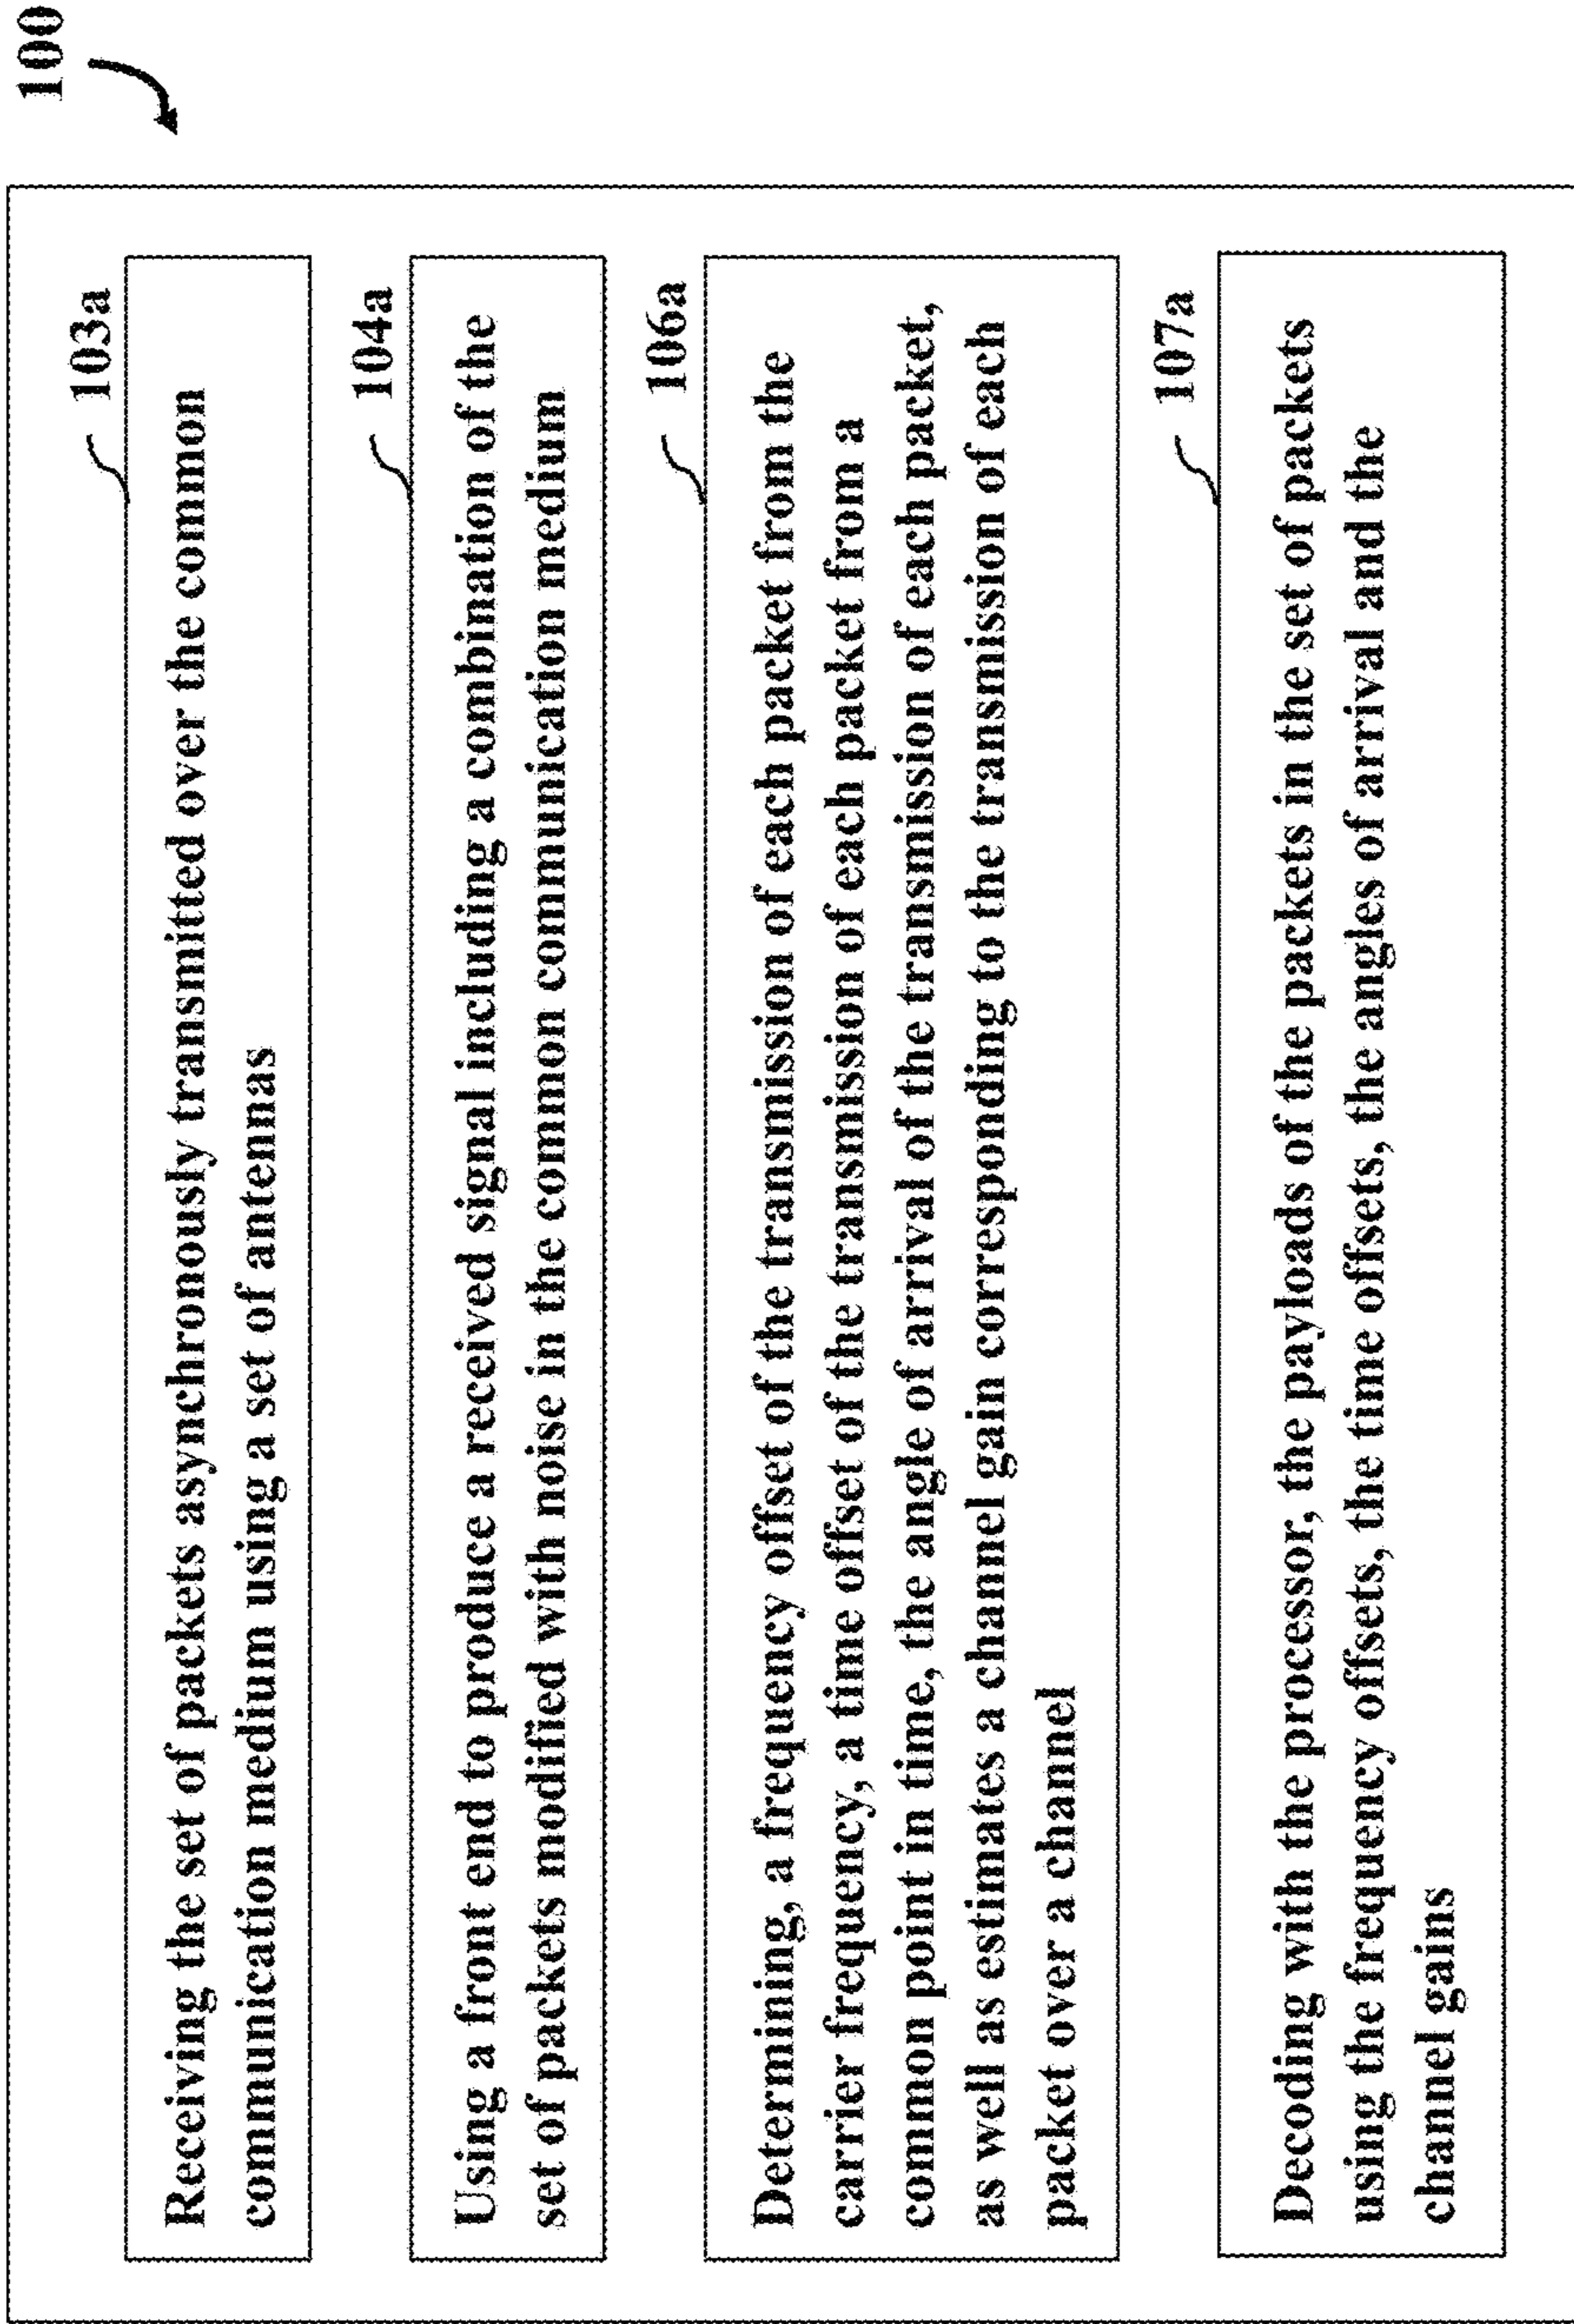 100
103a
Receiving the set of packets asynchronously transmitted over the common
communication medium using a set of antennas
104a
Using a front end to produce a received signal including a combination of the
set of packets modified with noise in the common communication medium
106a
Determining, a frequency offset of the transmission of each packet from the
carrier frequency, a time offset of the transmission of each packet from a
common point in time, the angle of arrival of the transmission of each packet,
as well as estimates a channel gain corresponding to the transmission of each
packet over a channel
107a
Decoding with the processor, the payloads of the packets in the set of packets
using the frequency offsets, the time offsets, the angles of arrival and the
channel gains